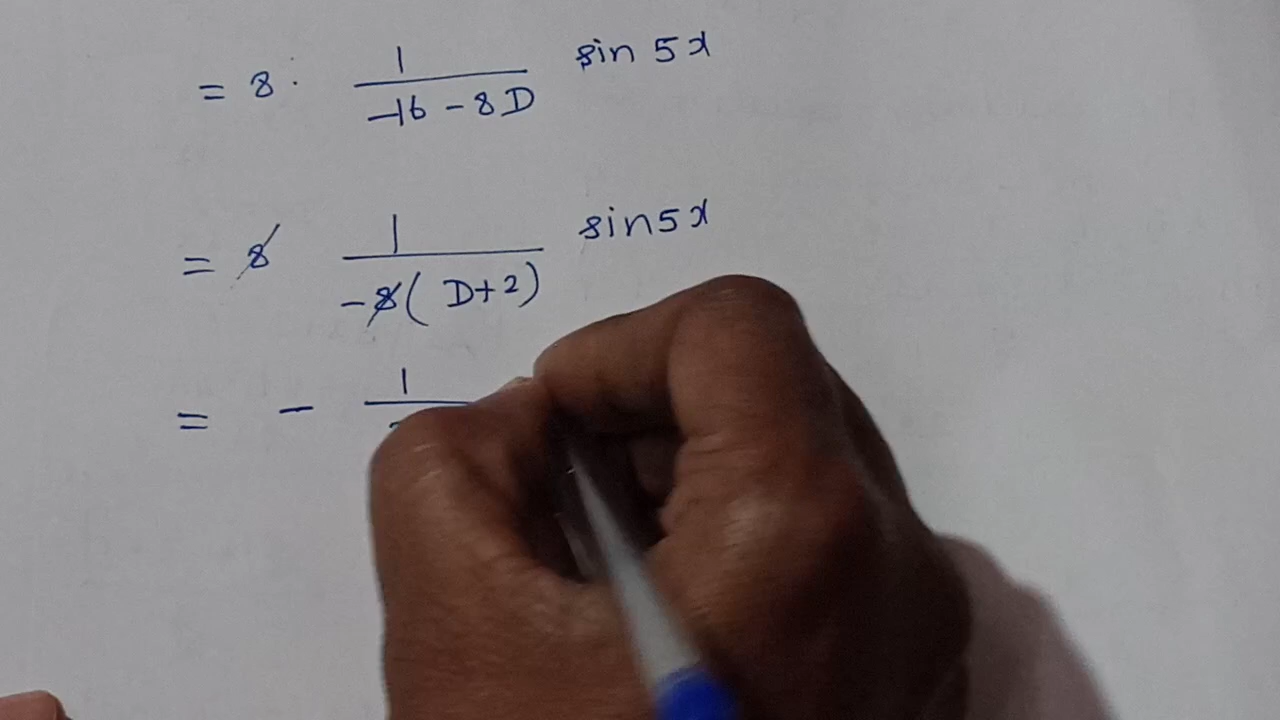 = 8 · 1/(-16 - 8D) sin 5x
= 8 1/(-8(D+2)) sin5x
= - 1/